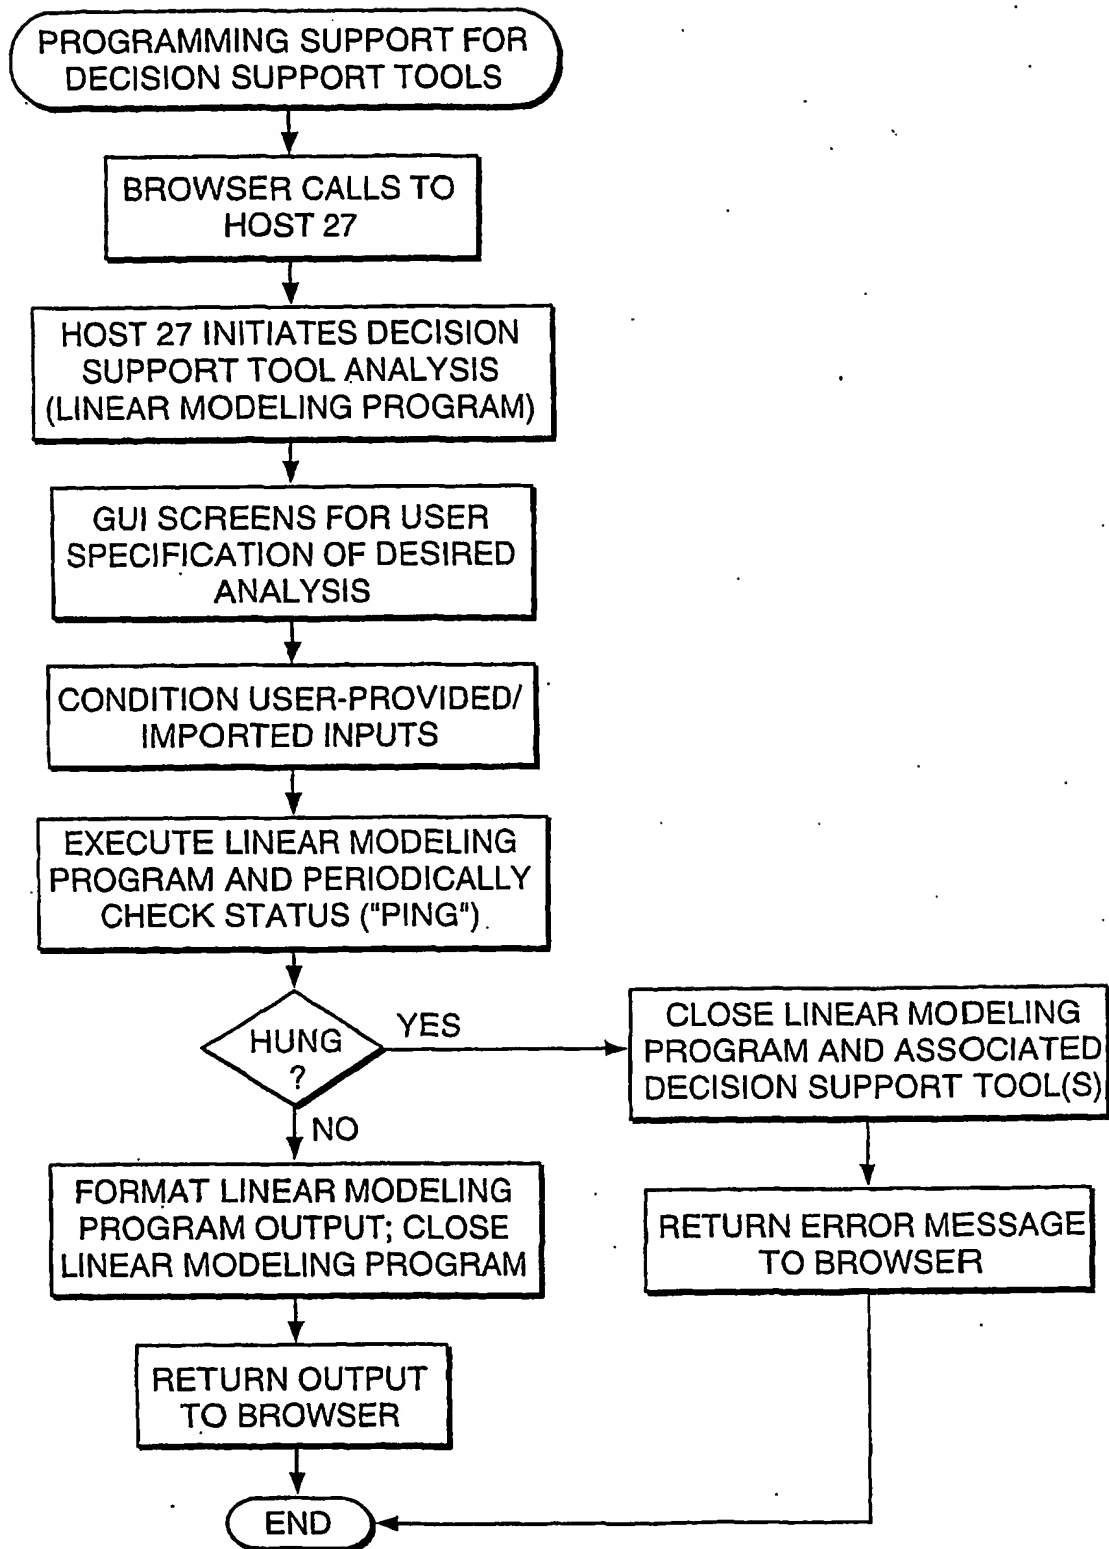 PROGRAMMING SUPPORT FOR
DECISION SUPPORT TOOLS
BROWSER CALLS TO
HOST 27
HOST 27 INITIATES DECISION
SUPPORT TOOL ANALYSIS
(LINEAR MODELING PROGRAM)
GUI SCREENS FOR USER
SPECIFICATION OF DESIRED
ANALYSIS
CONDITION USER-PROVIDED/
IMPORTED INPUTS
EXECUTE LINEAR MODELING
PROGRAM AND PERIODICALLY
CHECK STATUS ("PING")
HUNG
?
YES
NO
CLOSE LINEAR MODELING
PROGRAM AND ASSOCIATED
DECISION SUPPORT TOOL(S)
FORMAT LINEAR MODELING
PROGRAM OUTPUT; CLOSE
LINEAR MODELING PROGRAM
RETURN ERROR MESSAGE
TO BROWSER
RETURN OUTPUT
TO BROWSER
END